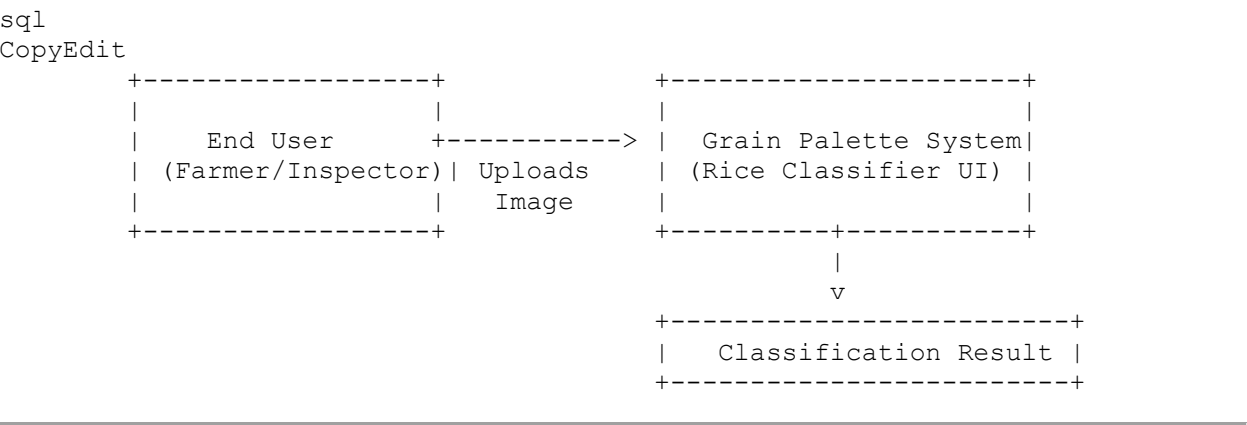 sql
CopyEdit
+------------------+ +----------------------+
| | | |
| End User +-----------> | Grain Palette System|
| (Farmer/Inspector)| Uploads | (Rice Classifier UI) |
| | Image | |
+------------------+ +----------+-----------+
|
v
+-------------------------+
| Classification Result |
+-------------------------+